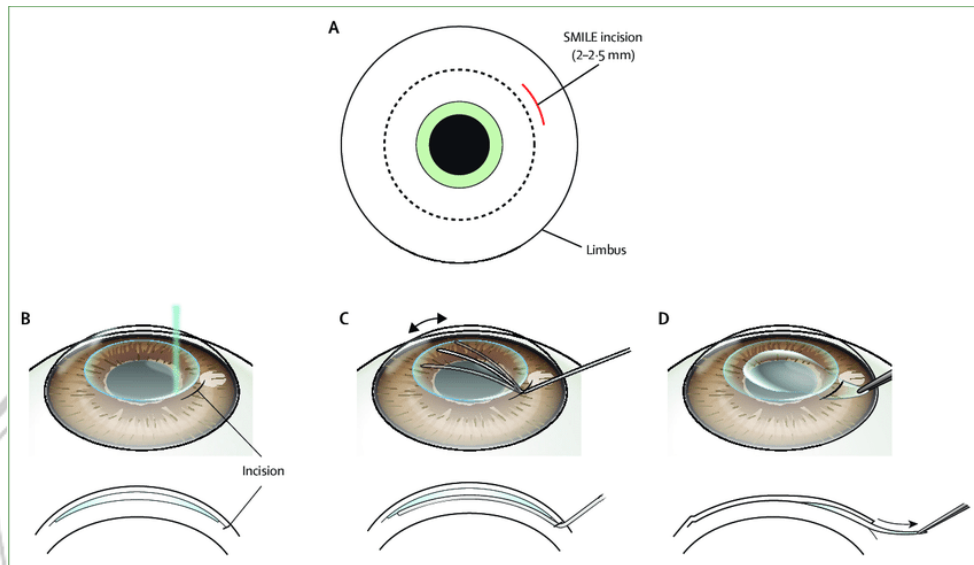 A
SMILE incision
(2–2·5 mm)
Limbus
B
C
D
Incision